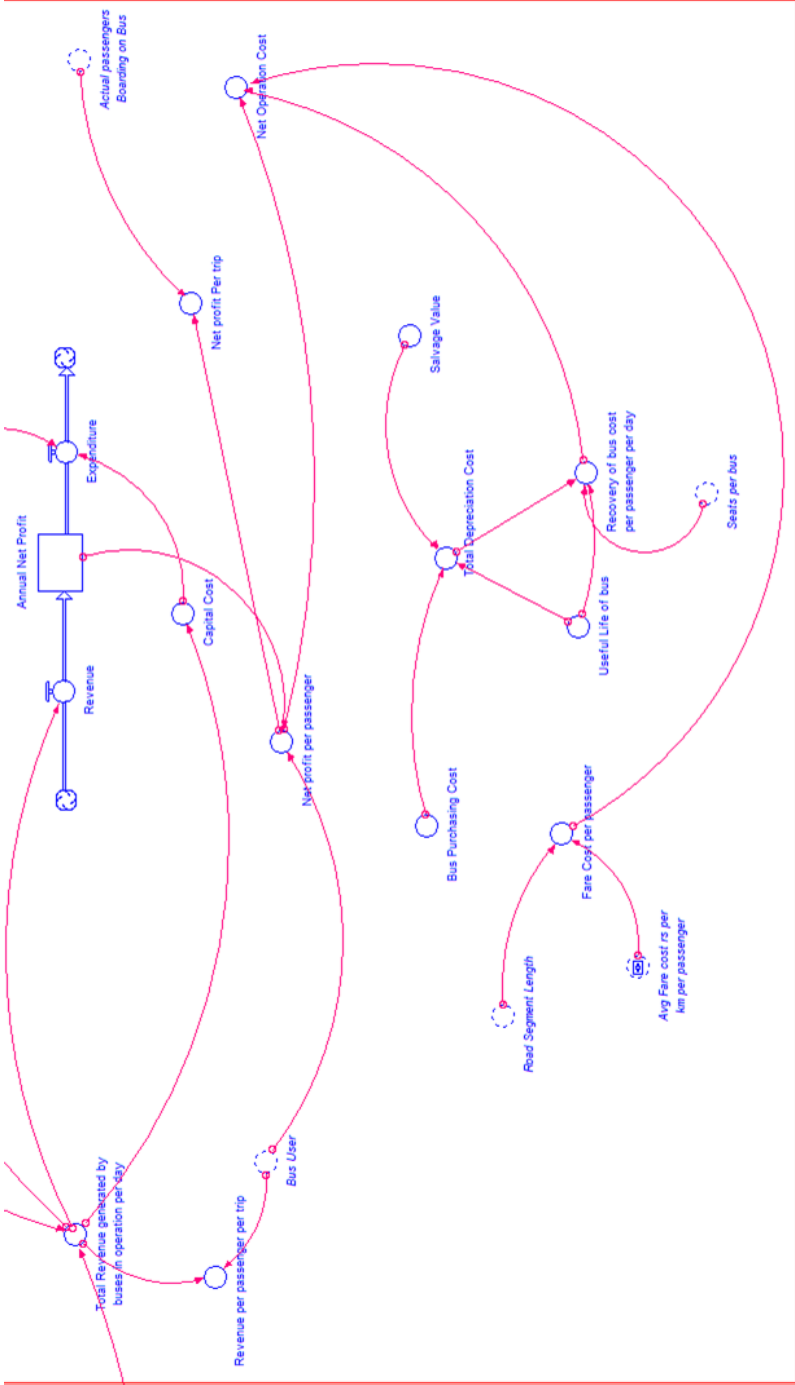 Actual passengers
Boarding on Bus
Net Operation Cost
Net profit Per trip
Expenditure
Annual Net Profit
Revenue
Capital Cost
Net profit per passenger
Salvage Value
Total Depreciation Cost
Recovery of bus cost
per passenger per day
Seats per bus
Useful Life of bus
Bus Purchasing Cost
Fare Cost per passenger
Road Segment Length
Avg Fare cost rs per
km per passenger
Total Revenue generated by
buses in operation per day
Revenue per passenger per trip
Bus User